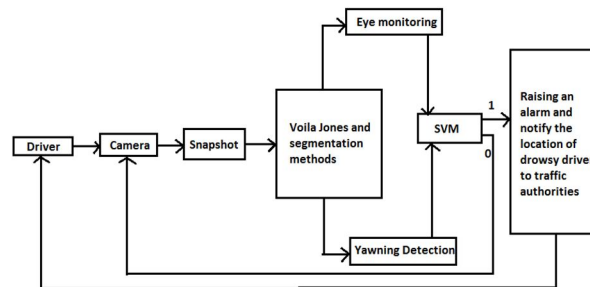 Driver
Camera
Snapshot
Voila Jones and
segmentation
methods
Eye monitoring
Yawning Detection
SVM
1
0
Raising an
alarm and
notify the
location of
drowsy driver
to traffic
authorities